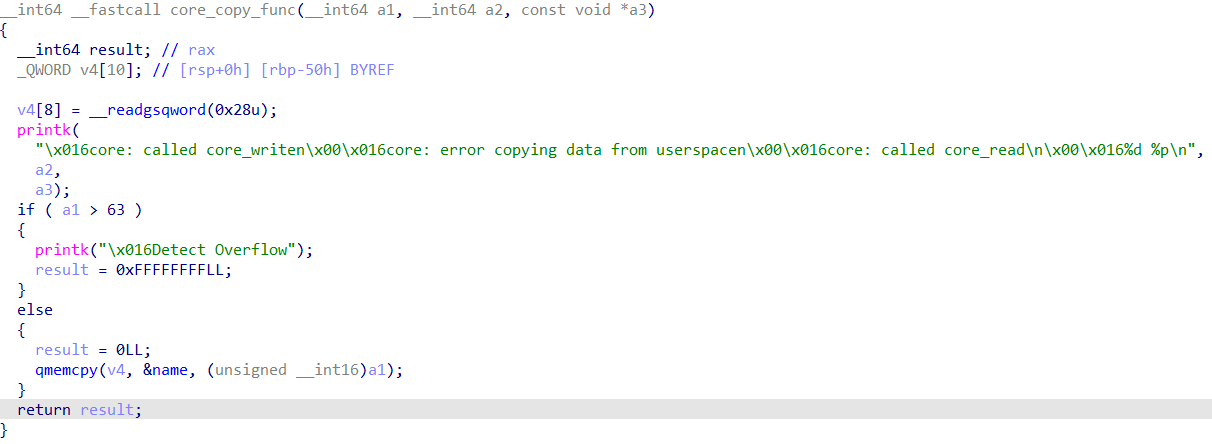 __int64 __fastcall core_copy_func(__int64 a1, __int64 a2, const void *a3)
{
  __int64 result; // rax
  _QWORD v4[10]; // [rsp+0h] [rbp-50h] BYREF

  v4[8] = __readgsqword(0x28u);
  printk(
    "\x016core: called core_writen\x00\x016core: error copying data from userspacen\x00\x016core: called core_read\n\x00\x016%d %p\n",
    a2,
    a3);
  if ( a1 > 63 )
  {
    printk("\x016Detect Overflow");
    result = 0xFFFFFFFFLL;
  }
  else
  {
    result = 0LL;
    qmemcpy(v4, &name, (unsigned __int16)a1);
  }
  return result;
}